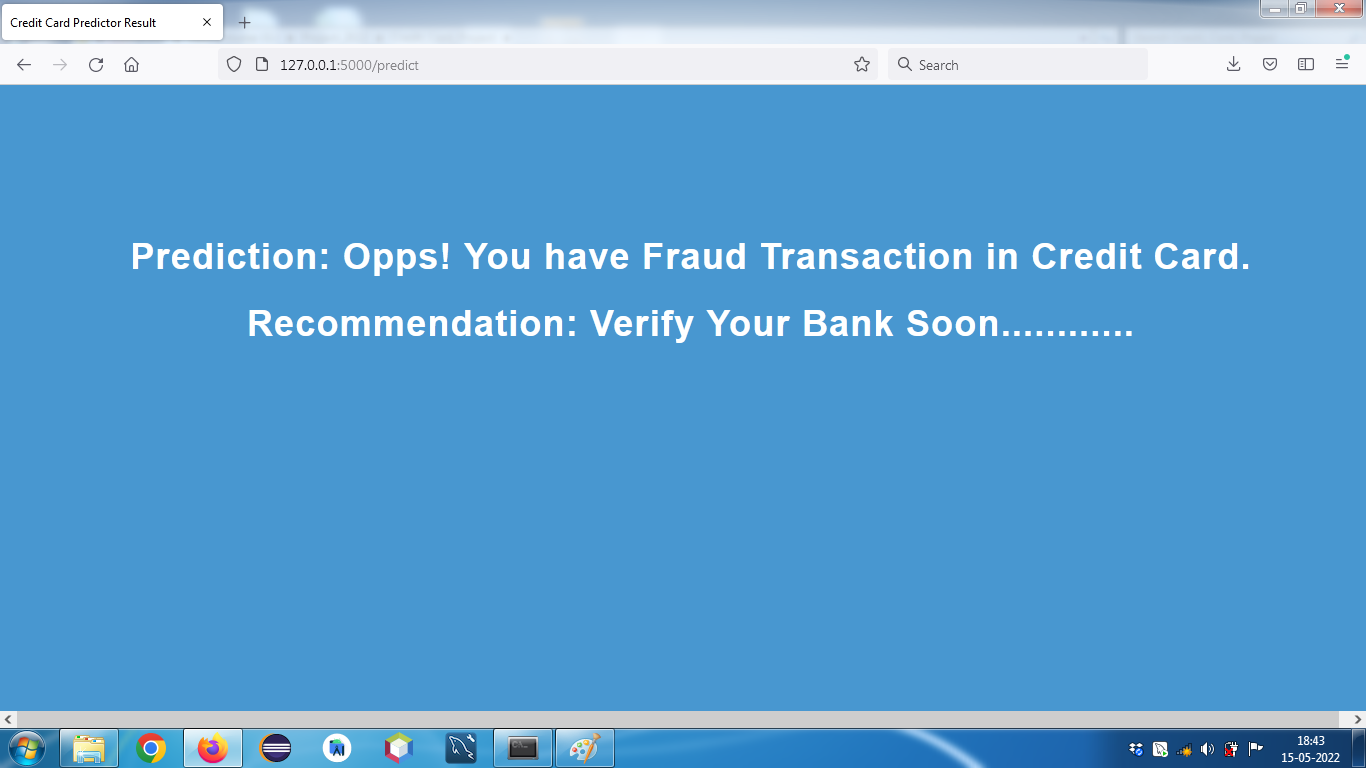 Credit Card Predictor Result
127.0.0.1:5000/predict
Search
Prediction: Opps! You have Fraud Transaction in Credit Card.
Recommendation: Verify Your Bank Soon............
18:43
15-05-2022